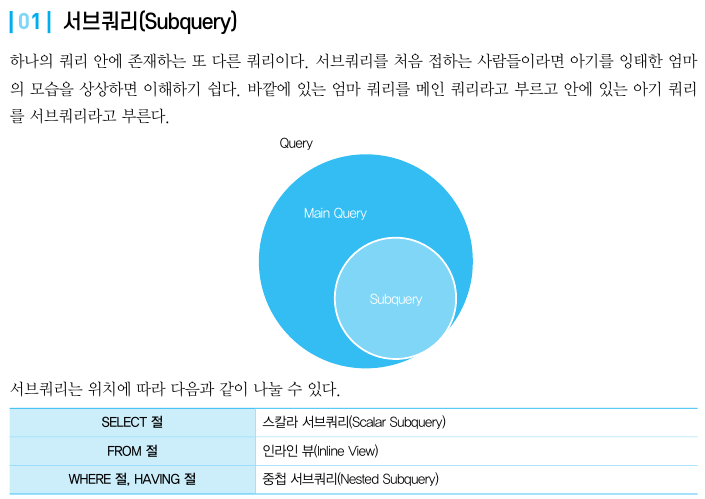 01 서브쿼리(Subquery)
하나의 쿼리 안에 존재하는 또 다른 쿼리이다. 서브쿼리를 처음 접하는 사람들이라면 아기를 잉태한 엄마
의 모습을 상상하면 이해하기 쉽다. 바깥에 있는 엄마 쿼리를 메인 쿼리라고 부르고 안에 있는 아기 쿼리
를 서브쿼리라고 부른다.
Query
Main Query
Subquery
서브쿼리는 위치에 따라 다음과 같이 나눌 수 있다.
SELECT 절 스칼라 서브쿼리(Scalar Subquery)
FROM 절 인라인 뷰(Inline View)
WHERE 절, HAVING 절 중첩 서브쿼리(Nested Subquery)